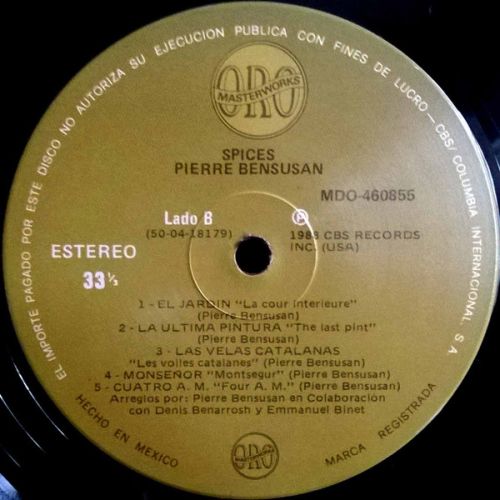 EL IMPORTE PAGADO POR ESTE DISCO NO AUTORIZA SU EJECUCION PUBLICA CON FINES DE LUCRO—CBS/ COLUMBIA INTERNACIONAL, S A
ORO
MASTERWORKS
SPICES
PIERRE BENSUSAN
MDO-460855
Lado B
(50-04-18179)
Ⓟ
1988 CBS RECORDS
INC. (USA)
ESTEREO
33 ⅓
1 - EL JARDIN "La cour interieure"
(Pierre Bensusan)
2 - LA ULTIMA PINTURA "The last pint"
(Pierre Bensusan)
3 - LAS VELAS CATALANAS
"Les voiles catalanes" (Pierre Bensusan)
4 - MONSEÑOR "Montsegur" (Pierre Bensusan)
5 - CUATRO A. M. "Four A. M." (Pierre Bensusan)
Arreglos por: Pierre Bensusan en Colaboración
con Denis Benarrosh y Emmanuel Binet
HECHO EN MEXICO
ORO
MASTERWORKS
MARCA REGISTRADA